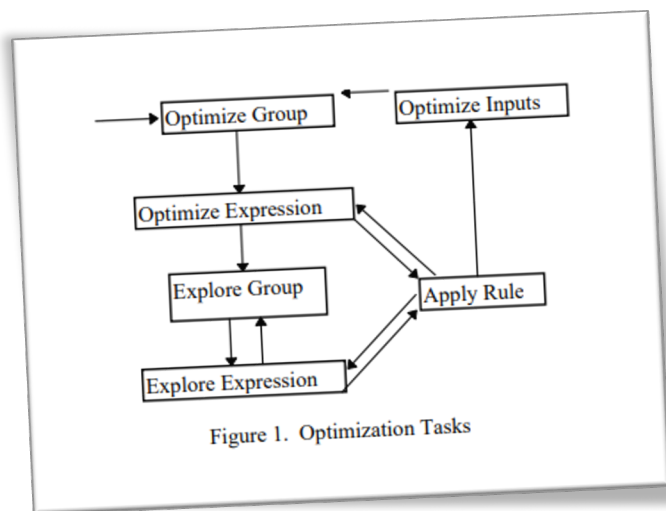 Optimize Group
Optimize Inputs
Optimize Expression
Explore Group
Apply Rule
Explore Expression
Figure 1. Optimization Tasks